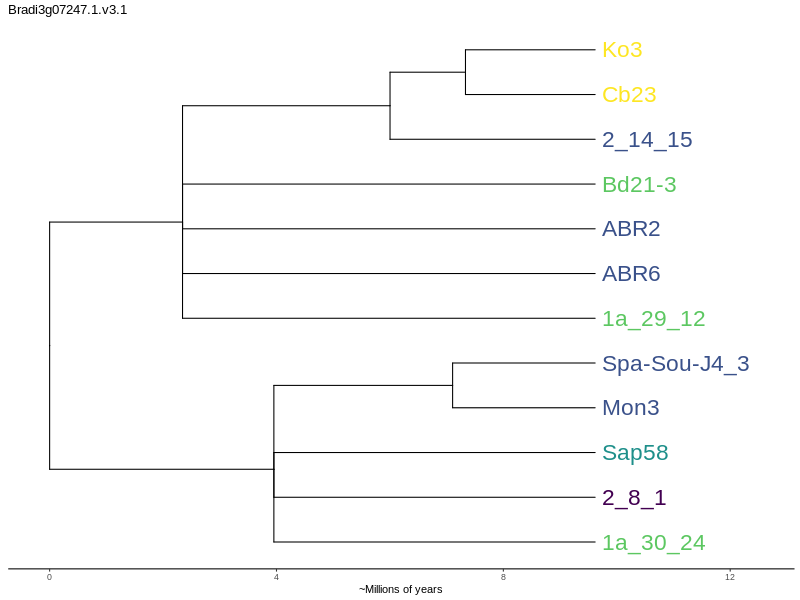 Bradi3g07247.1.v3.1
Ko3
Cb23
2_14_15
Bd21-3
ABR2
ABR6
1a_29_12
Spa-Sou-J4_3
Mon3
Sap58
2_8_1
1a_30_24
0 4 8 12
~Millions of years